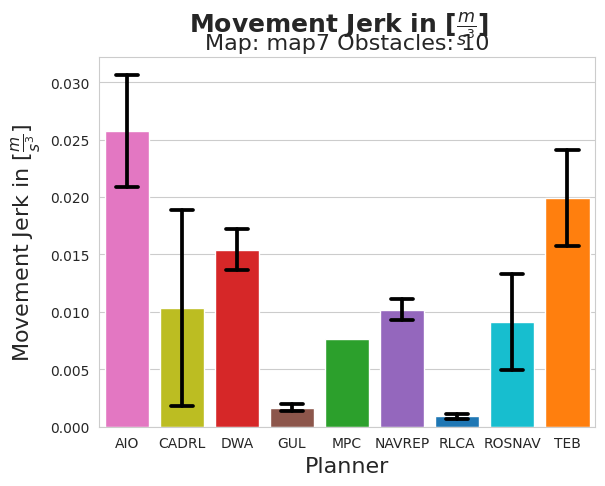 Movement Jerk in [m/s³]
Map: map7 Obstacles: 10
Movement Jerk in [m/s³]
0.030
0.025
0.020
0.015
0.010
0.005
0.000
AIO CADRL DWA GUL MPC NAVREP RLCA ROSNAV TEB
Planner